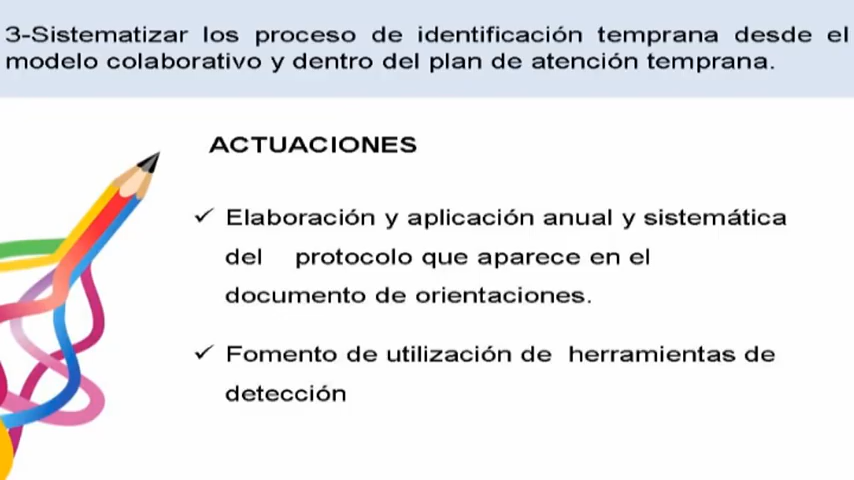 3-Sistematizar los proceso de identificación temprana desde el
modelo colaborativo y dentro del plan de atención temprana.
ACTUACIONES
✓ Elaboración y aplicación anual y sistemática
del protocolo que aparece en el
documento de orientaciones.
✓ Fomento de utilización de herramientas de
detección